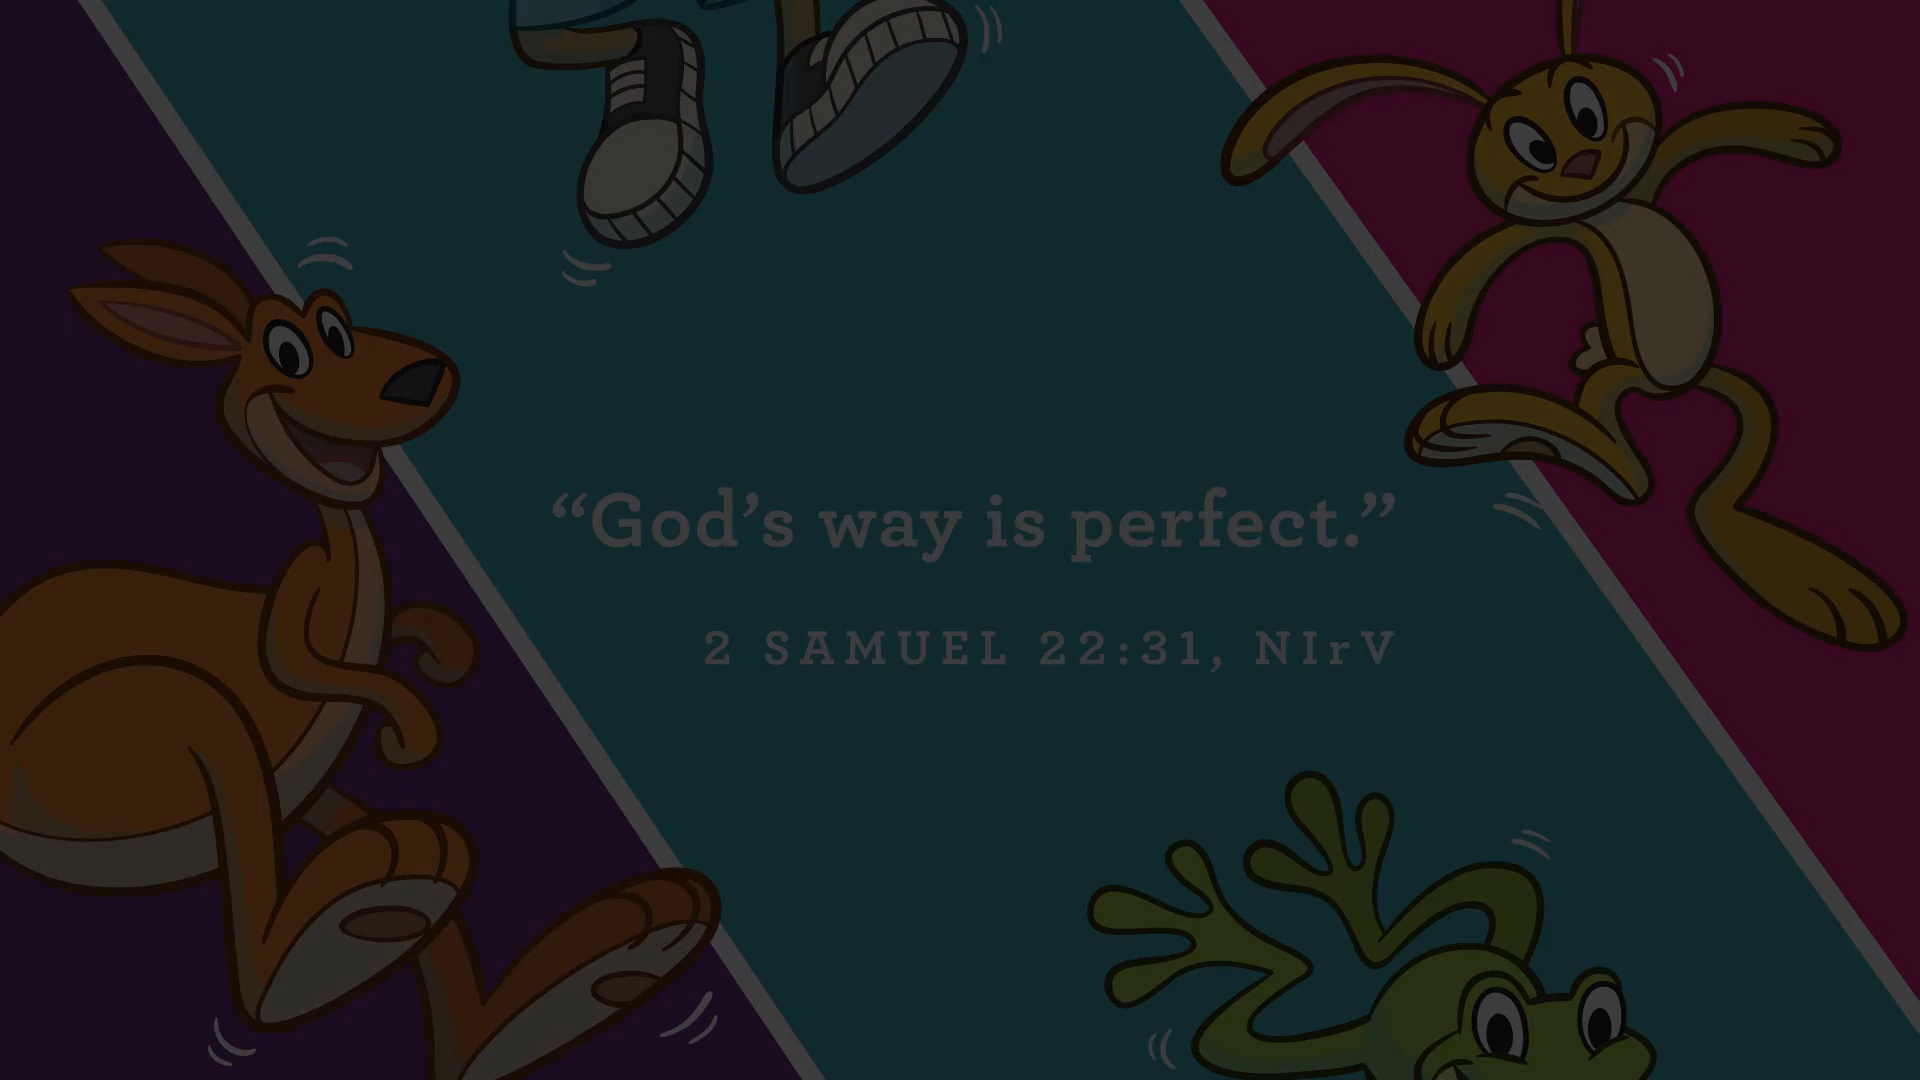 “God’s way is perfect.”
2 SAMUEL 22:31, NIrV